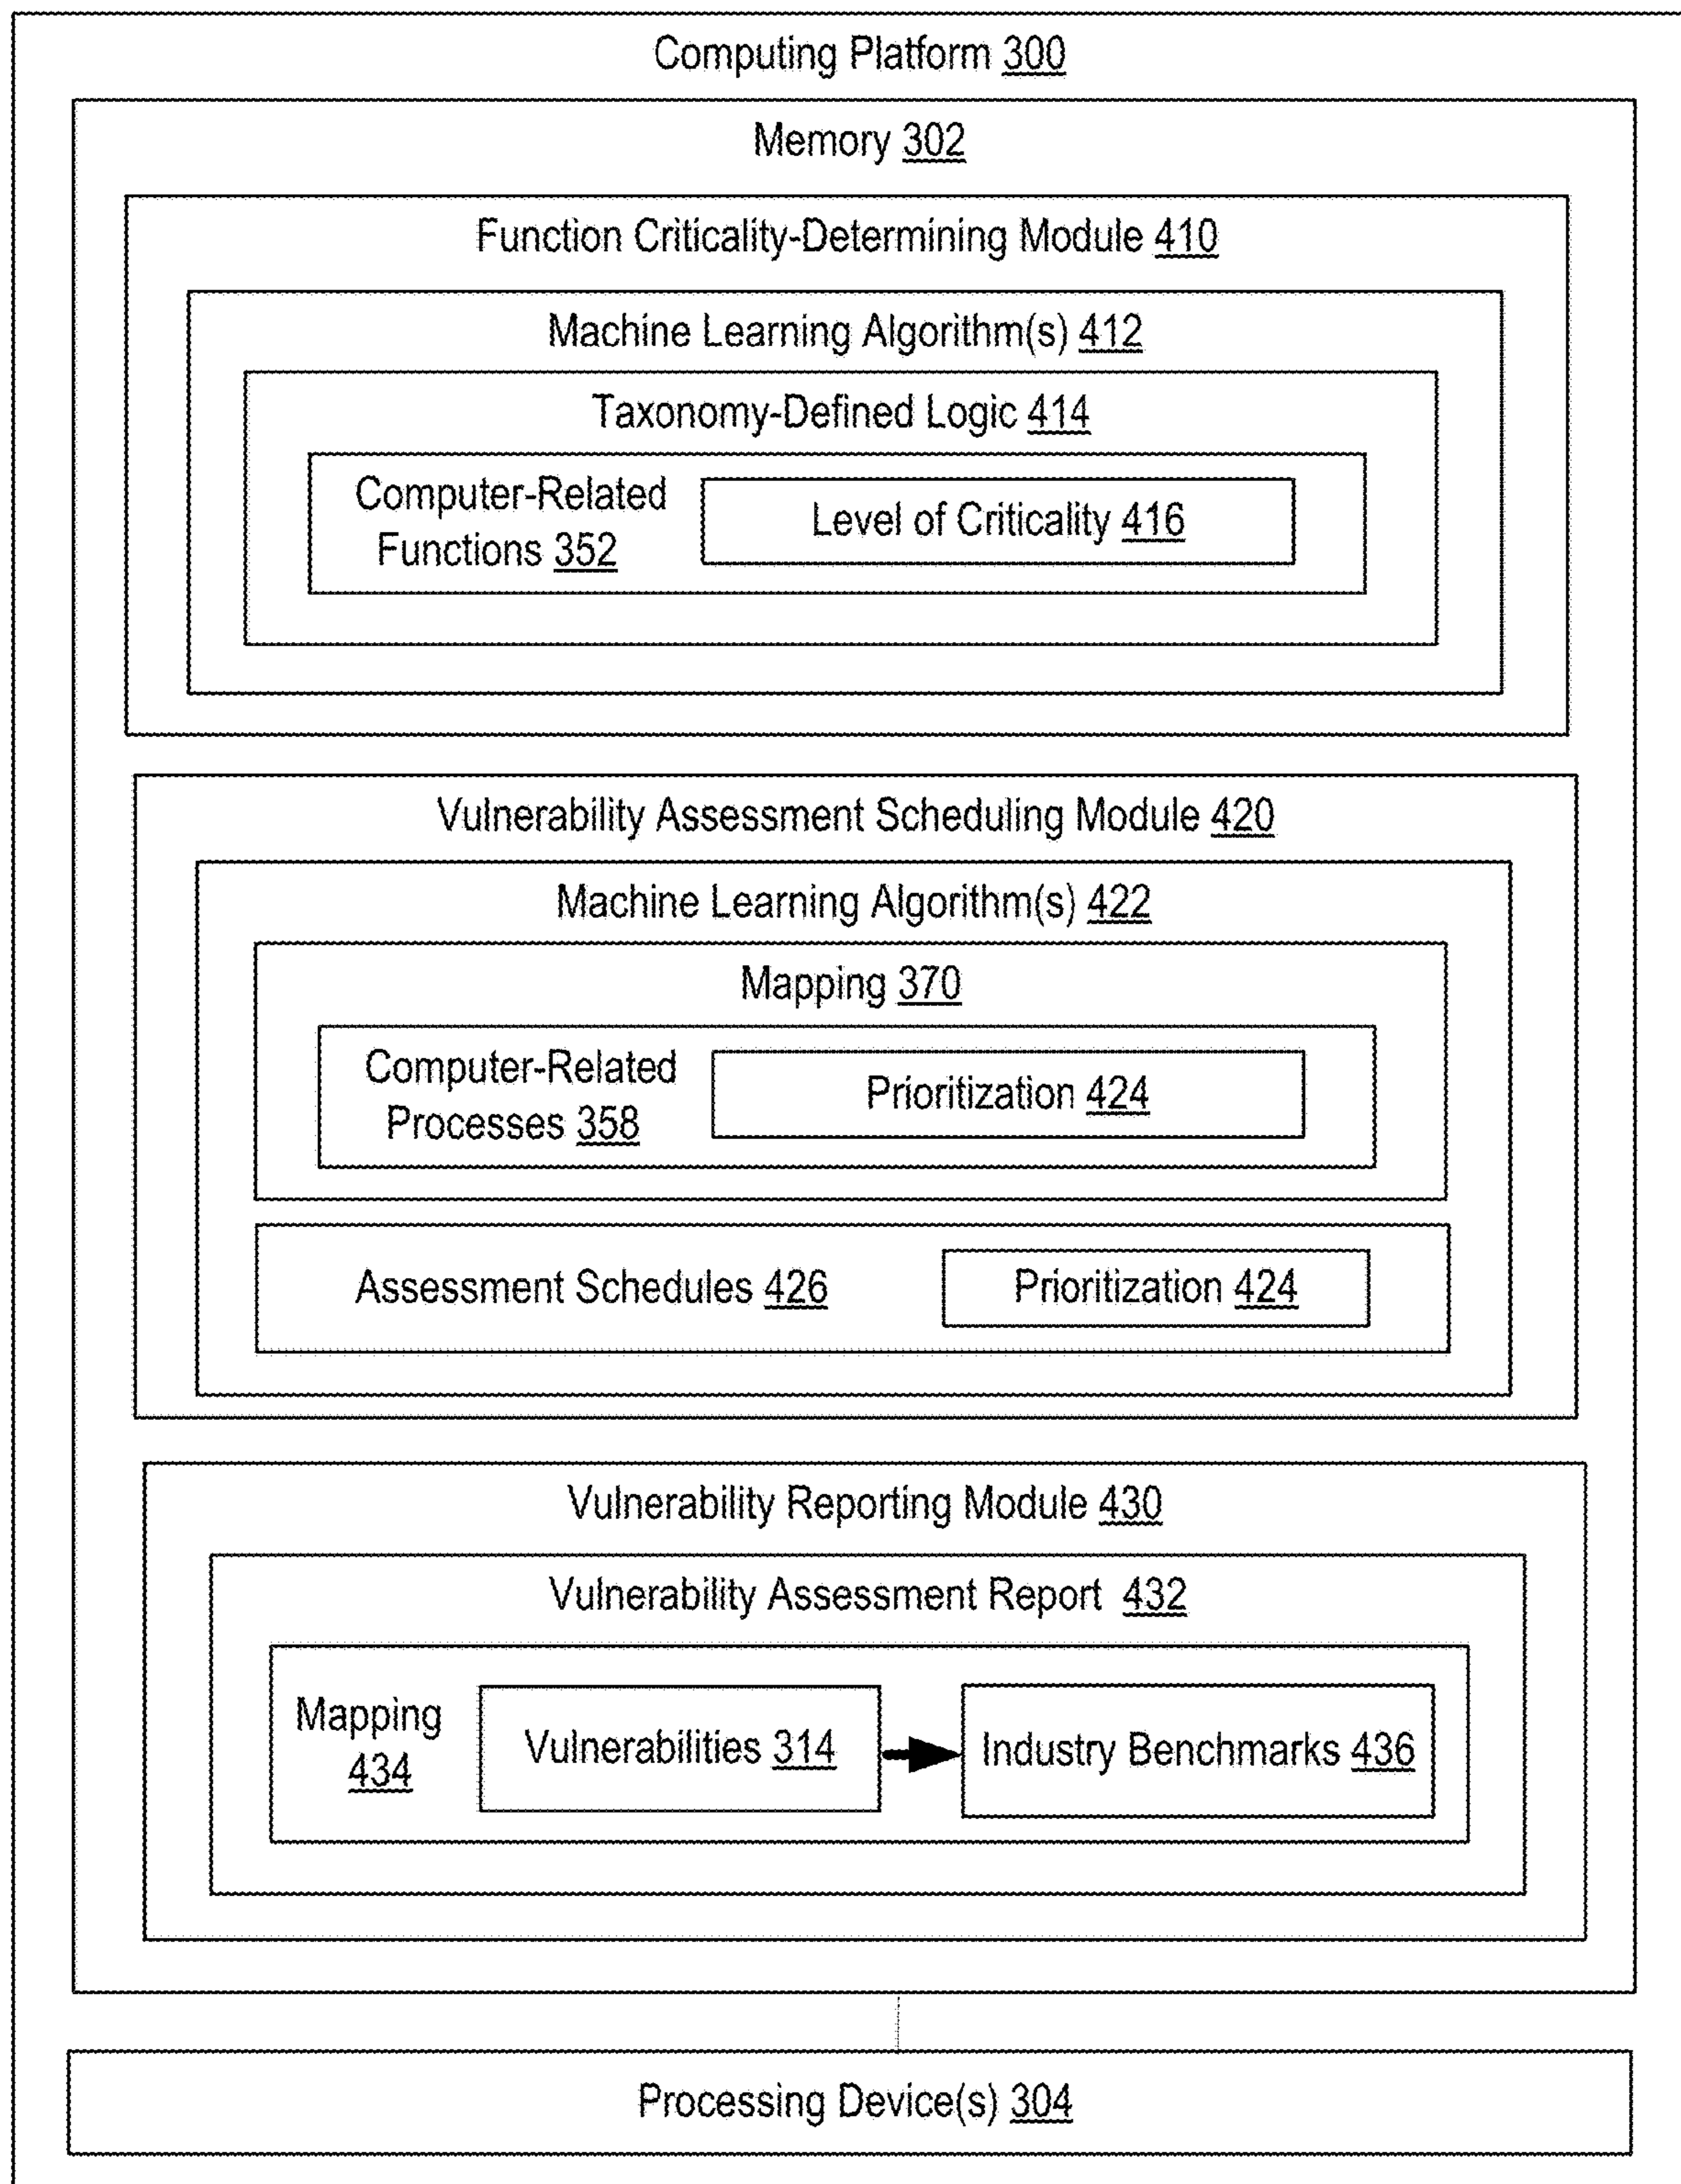 Computing Platform 300
Memory 302
Function Criticality-Determining Module 410
Machine Learning Algorithm(s) 412
Taxonomy-Defined Logic 414
Computer-Related
Functions 352
Level of Criticality 416
Vulnerability Assessment Scheduling Module 420
Machine Learning Algorithm(s) 422
Mapping 370
Computer-Related
Processes 358
Prioritization 424
Assessment Schedules 426
Prioritization 424
Vulnerability Reporting Module 430
Vulnerability Assessment Report 432
Mapping
434
Vulnerabilities 314
Industry Benchmarks 436
Processing Device(s) 304